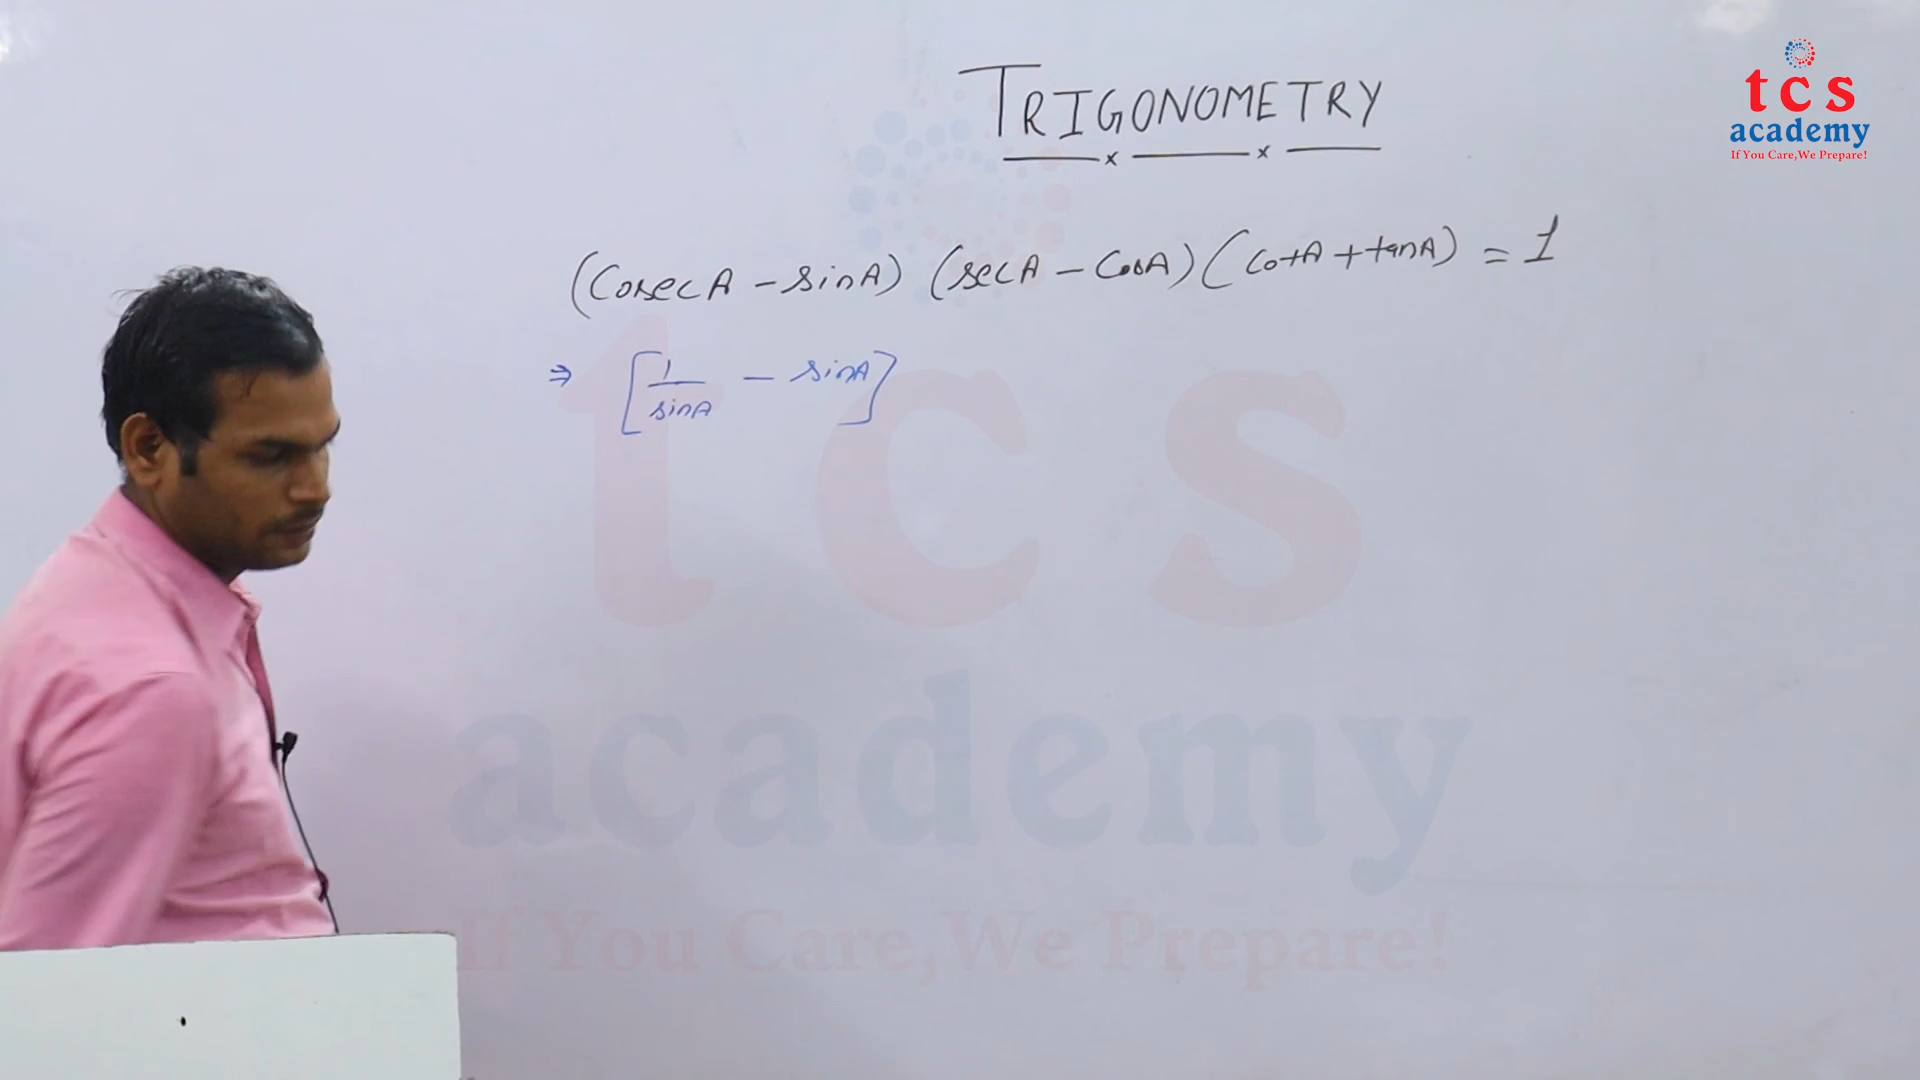 TRIGONOMETRY
tcs
academy
If You Care,We Prepare!
(CosecA - sinA) (secA - CosA) (CotA + tanA) = 1
⇒ [1/sinA - sinA]
tcs
academy
If You Care,We Prepare!